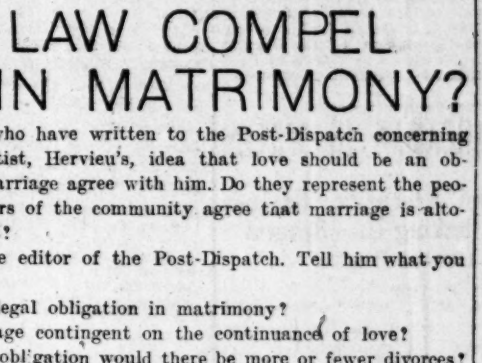 LAW COMPEL
IN MATRIMONY?
who have written to the Post-Dispatch concerning
tist, Hervieu's, idea that love should be an ob-
arriage agree with him. Do they represent the peo-
rs of the community agree that marriage is alto-
?
e editor of the Post-Dispatch. Tell him what you
legal obligation in matrimony?
age contingent on the continuance of love?
obligation would there be more or fewer divorces?